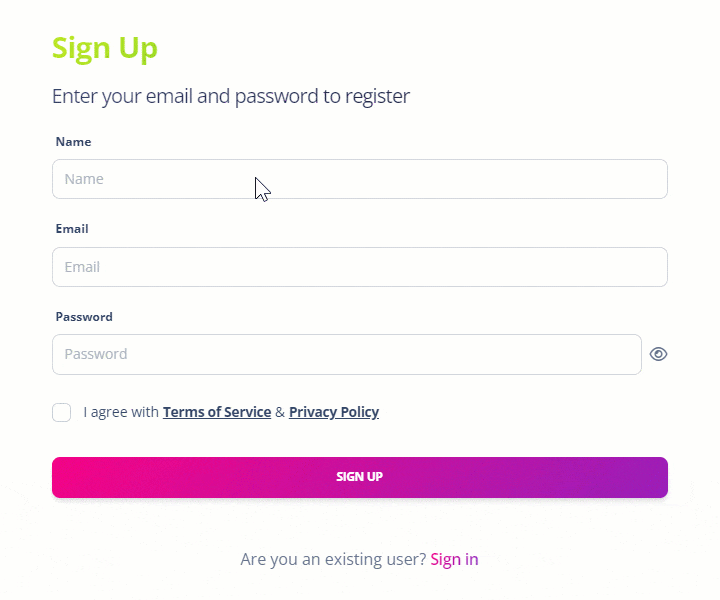 Sign Up
Enter your email and password to register
Name
Name
Email
Email
Password
Password
I agree with Terms of Service & Privacy Policy
SIGN UP
Are you an existing user? Sign in